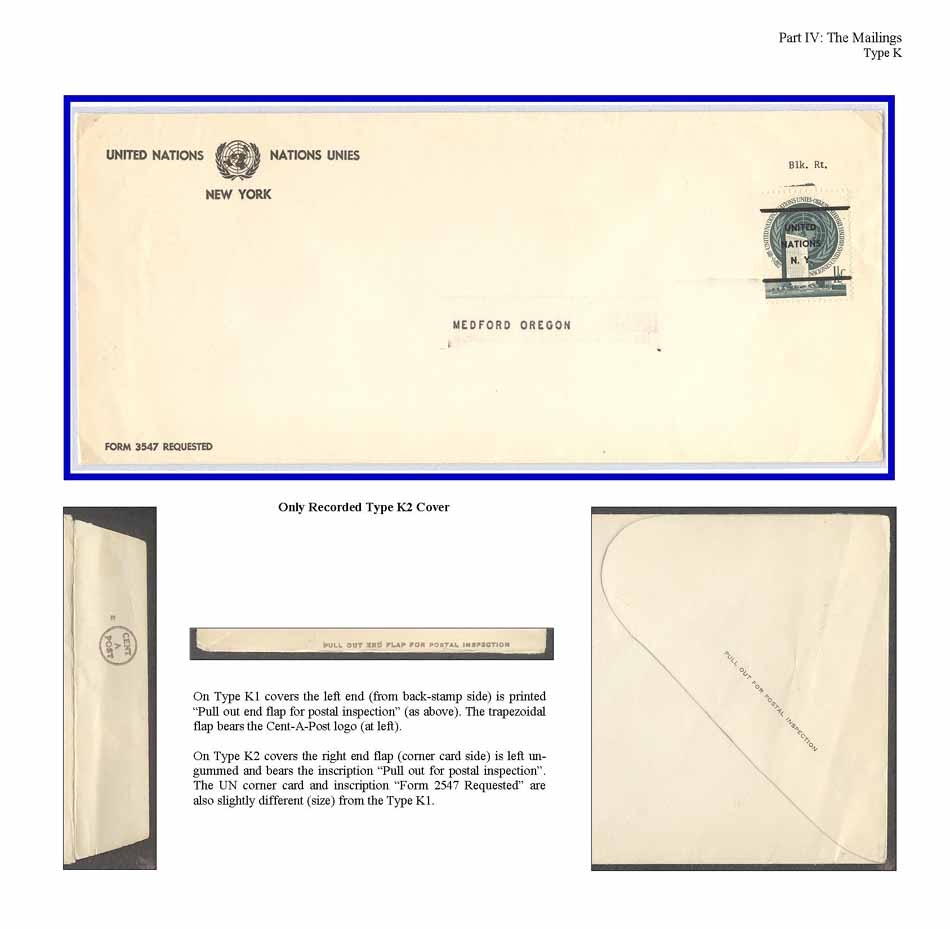 Part IV: The Mailings
Type K
UNITED NATIONS NATIONS UNIES
NEW YORK
Blk. Rt.
UNITED
NATIONS
N. Y.
1½c
MEDFORD OREGON
FORM 3547 REQUESTED
Only Recorded Type K2 Cover
CENT
A
POST
PULL OUT END FLAP FOR POSTAL INSPECTION
PULL OUT FOR POSTAL INSPECTION
On Type K1 covers the left end (from back-stamp side) is printed
“Pull out end flap for postal inspection” (as above). The trapezoidal
flap bears the Cent-A-Post logo (at left).
On Type K2 covers the right end flap (corner card side) is left un-
gummed and bears the inscription “Pull out for postal inspection”.
The UN corner card and inscription “Form 2547 Requested” are
also slightly different (size) from the Type K1.